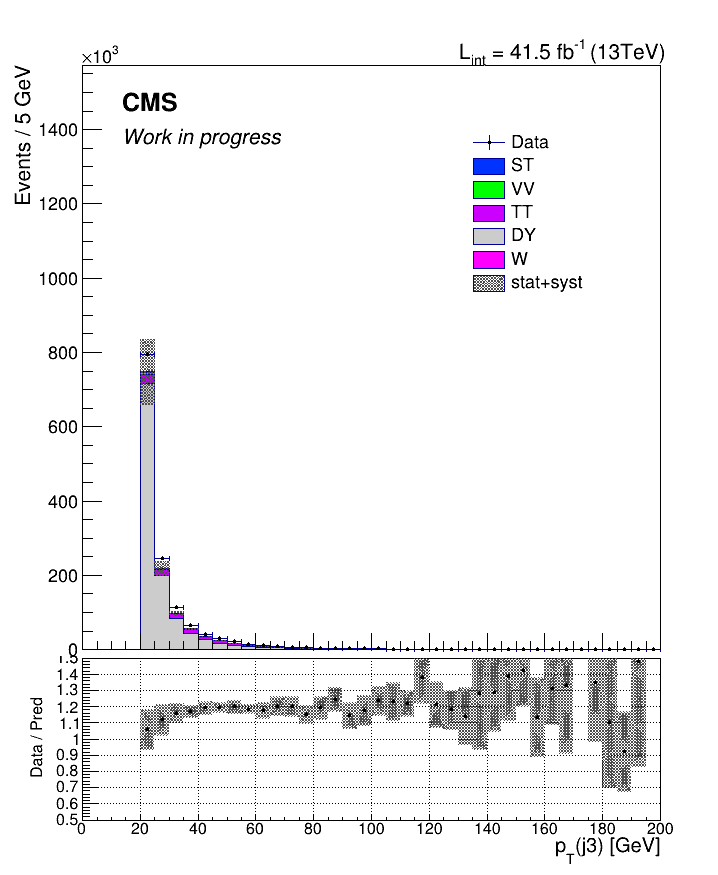 ×10³
L_int = 41.5 fb⁻¹ (13TeV)
Events / 5 GeV
CMS
Work in progress
Data
ST
VV
TT
DY
W
stat+syst
1400
1200
1000
800
600
400
200
0
Data / Pred
1.5
1.4
1.3
1.2
1.1
1
0.9
0.8
0.7
0.6
0.5
0 20 40 60 80 100 120 140 160 180 200
p_T(j3) [GeV]